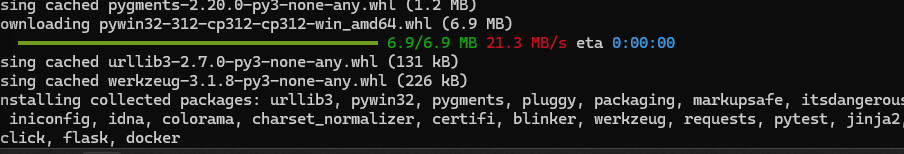 sing cached pygments-2.20.0-py3-none-any.whl (1.2 MB)
ownloading pywin32-312-cp312-cp312-win_amd64.whl (6.9 MB)
6.9/6.9 MB 21.3 MB/s eta 0:00:00
sing cached urllib3-2.7.0-py3-none-any.whl (131 kB)
sing cached werkzeug-3.1.8-py3-none-any.whl (226 kB)
nstalling collected packages: urllib3, pywin32, pygments, pluggy, packaging, markupsafe, itsdangerous
iniconfig, idna, colorama, charset_normalizer, certifi, blinker, werkzeug, requests, pytest, jinja2,
click, flask, docker